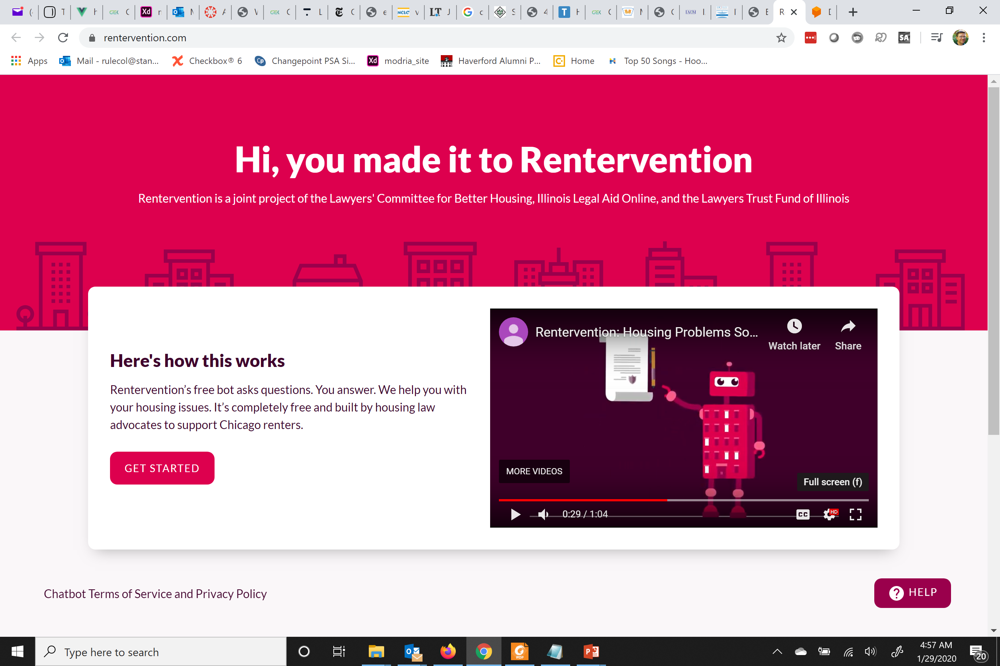 rentervention.com
Apps
Mail - rulecol@stan...
Checkbox® 6
Changepoint PSA Si...
modria_site
Haverford Alumni P...
Home
Top 50 Songs - Hoo...
Hi, you made it to Rentervention
Rentervention is a joint project of the Lawyers' Committee for Better Housing, Illinois Legal Aid Online, and the Lawyers Trust Fund of Illinois
Here's how this works
Rentervention’s free bot asks questions. You answer. We help you with
your housing issues. It’s completely free and built by housing law
advocates to support Chicago renters.
GET STARTED
Rentervention: Housing Problems So...
Watch later
Share
MORE VIDEOS
Full screen (f)
0:29 / 1:04
CC
HD
Chatbot Terms of Service and Privacy Policy
HELP
Type here to search
4:57 AM
1/29/2020
20